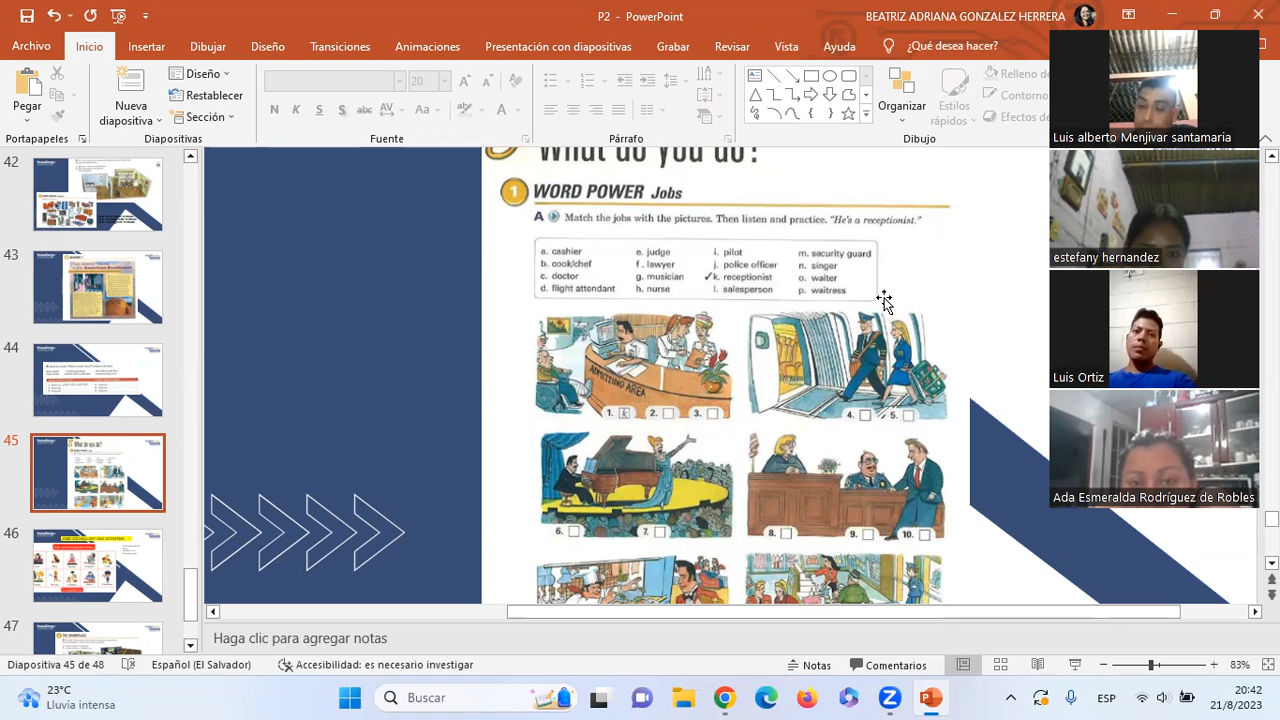 P2 - PowerPoint
BEATRIZ ADRIANA GONZALEZ HERRERA
Archivo Inicio Insertar Dibujar Diseño Transiciones Animaciones Presentación con diapositivas Grabar Revisar Vista Ayuda ¿Qué desea hacer?
Pegar
Portapapeles
Nueva diapositiva
Diseño
Restablecer
Sección
Diapositivas
20
N K S S abc AV Aa A
Fuente
Párrafo
Organizar
Estilos rápidos
Relleno de
Contorno
Efectos de
Dibujo
Luis alberto Menjivar santamaria
estefany hernandez
Luis Ortiz
Ada Esmeralda Rodríguez de Robles
42
43
44
45
46
47
What do you do?
1 WORD POWER Jobs
A Match the jobs with the pictures. Then listen and practice. "He's a receptionist."
a. cashier e. judge i. pilot m. security guard
b. cook/chef f. lawyer j. police officer n. singer
c. doctor g. musician ✓k. receptionist o. waiter
d. flight attendant h. nurse l. salesperson p. waitress
ADMITTING AREA
1. k 2. 3. 4. 5.
6. 7. 8. 9. 10.
Haga clic para agregar notas
Diapositiva 45 de 48 Español (El Salvador) Accesibilidad: es necesario investigar Notas Comentarios 83%
23°C
Lluvia intensa
Buscar
ESP
20:42
21/8/2023